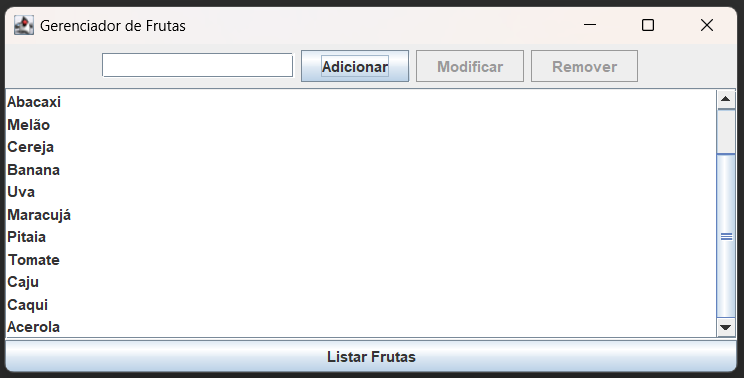 Gerenciador de Frutas
Adicionar Modificar Remover
Abacaxi
Melão
Cereja
Banana
Uva
Maracujá
Pitaia
Tomate
Caju
Caqui
Acerola
Listar Frutas